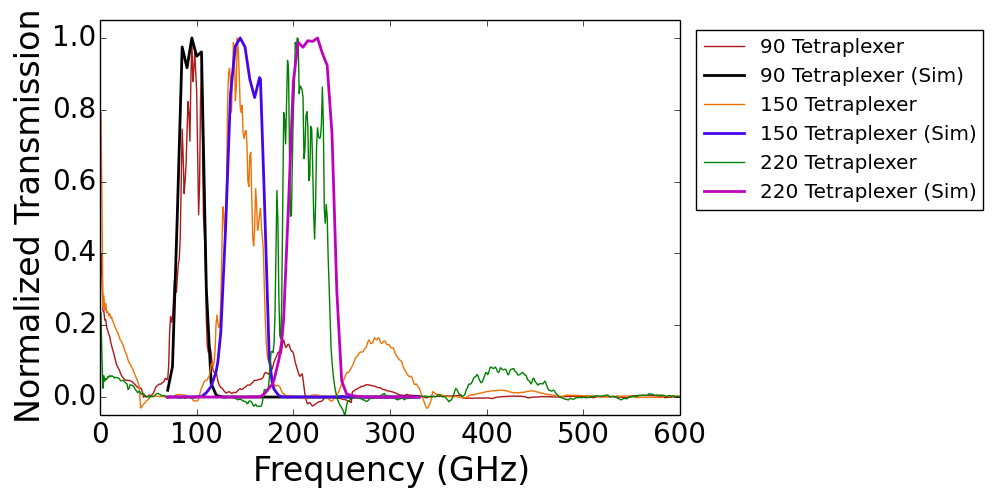 Normalized Transmission
1.0
0.8
0.6
0.4
0.2
0.0
0 100 200 300 400 500 600
Frequency (GHz)
90 Tetraplexer
90 Tetraplexer (Sim)
150 Tetraplexer
150 Tetraplexer (Sim)
220 Tetraplexer
220 Tetraplexer (Sim)